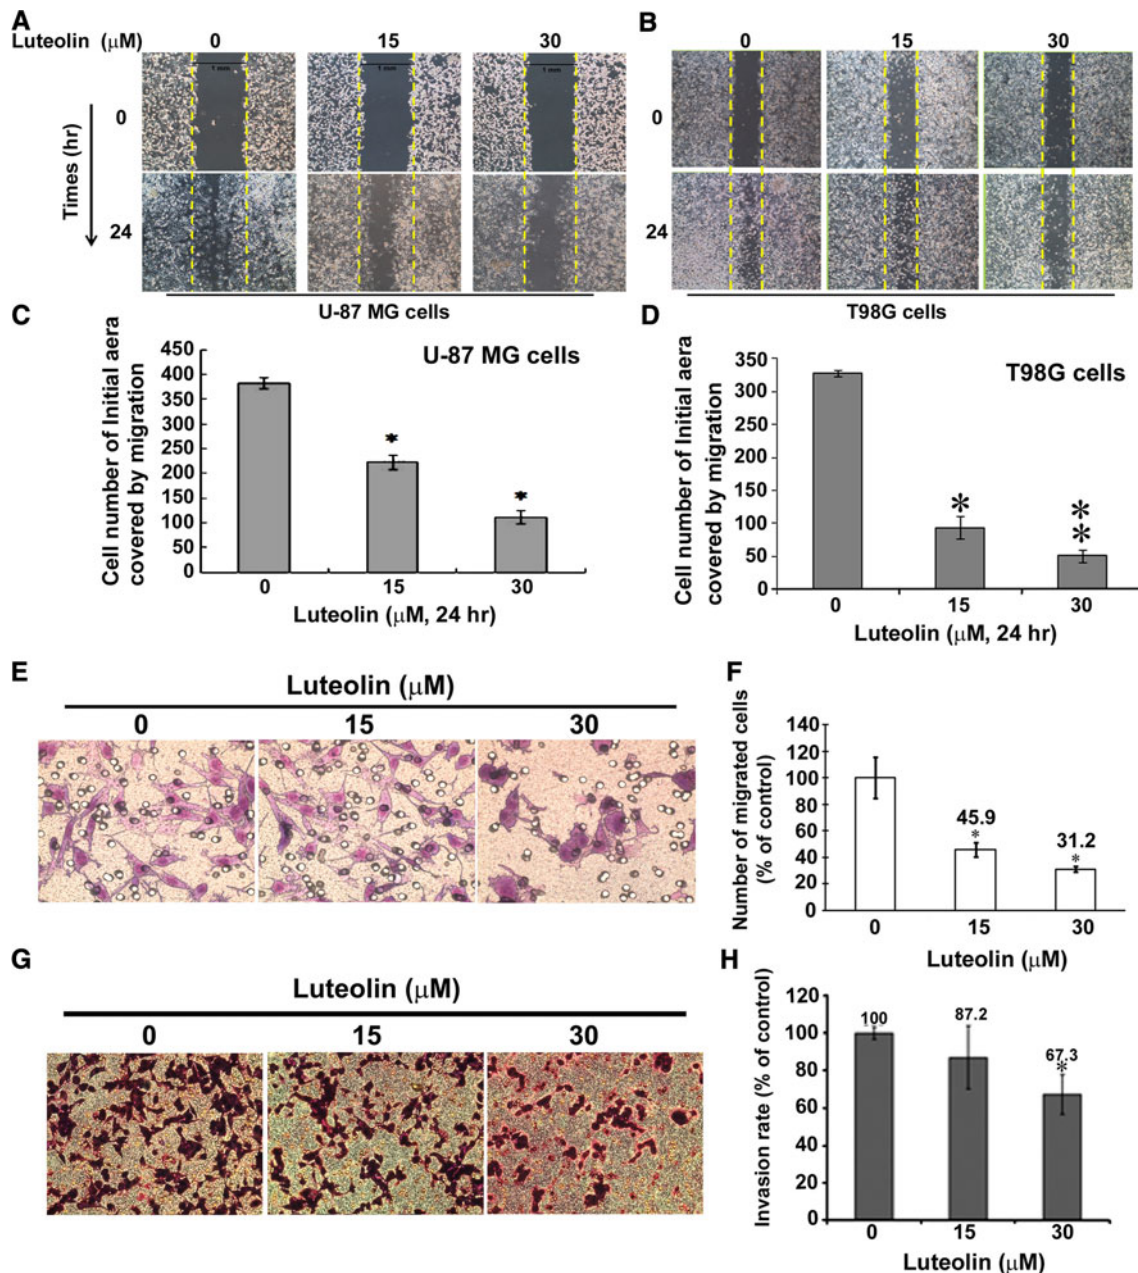 A
Luteolin (μM) 0 15 30
1 mm 1 mm 1 mm
Times (hr)
0
24
U-87 MG cells
B
0 15 30
0
24
T98G cells
C
U-87 MG cells
Cell number of Initial aera
covered by migration
450
400
350
300
250
200
150
100
50
0
*
*
0 15 30
Luteolin (μM, 24 hr)
D
T98G cells
Cell number of Initial aera
covered by migration
350
300
250
200
150
100
50
0
*
*
*
0 15 30
Luteolin (μM, 24 hr)
E
Luteolin (μM)
0 15 30
F
Number of migrated cells
(% of control)
140
120
100
80
60
40
20
0
45.9
*
31.2
*
0 15 30
Luteolin (μM)
G
Luteolin (μM)
0 15 30
H
Invasion rate (% of control)
120
100
80
60
40
20
0
100
87.2
67.3
*
0 15 30
Luteolin (μM)